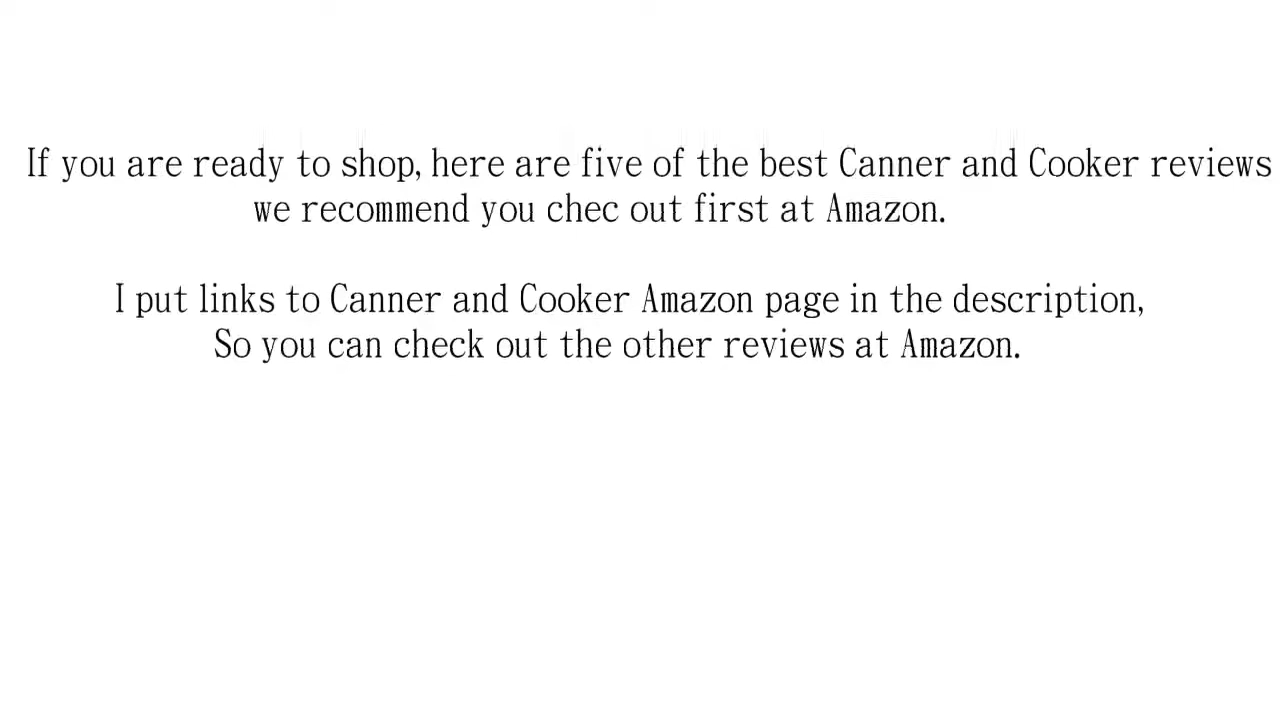 If you are ready to shop, here are five of the best Canner and Cooker reviews
we recommend you chec out first at Amazon.
I put links to Canner and Cooker Amazon page in the description,
So you can check out the other reviews at Amazon.